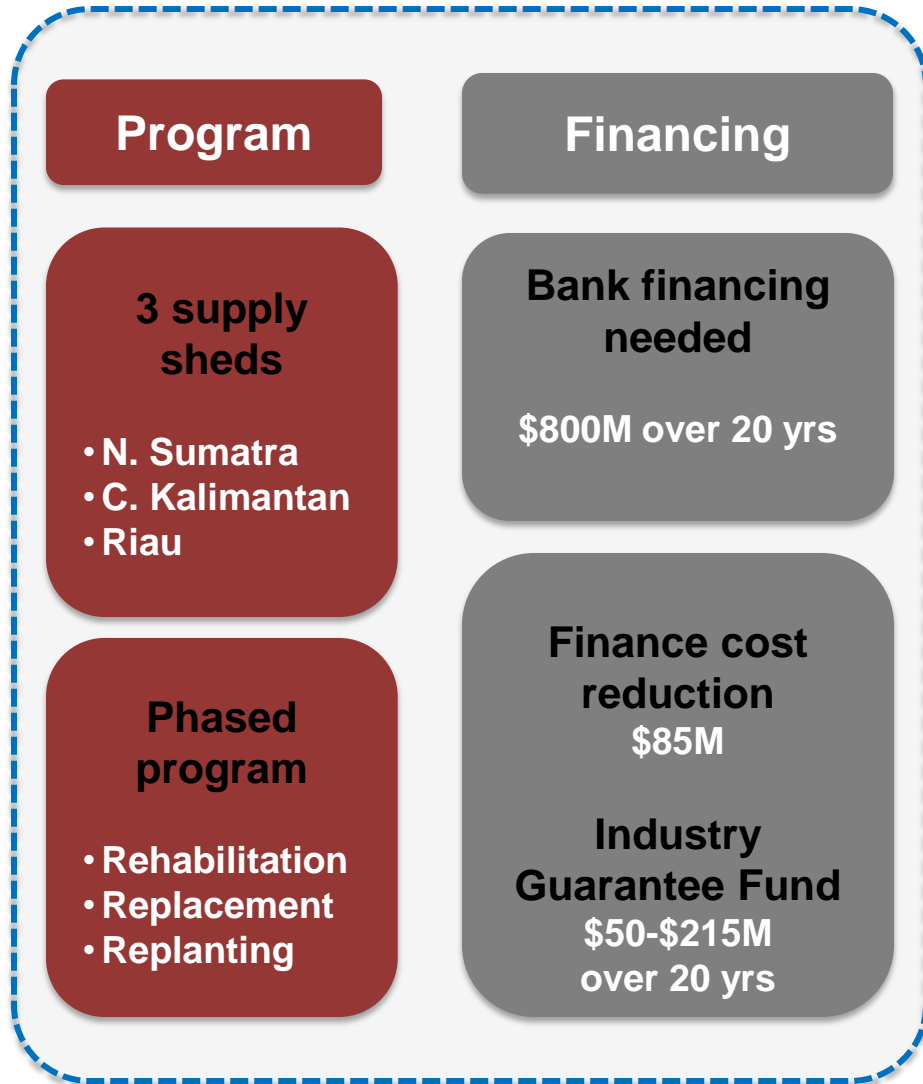 Program
3 supply
sheds
• N. Sumatra
• C. Kalimantan
• Riau
Phased
program
• Rehabilitation
• Replacement
• Replanting
Financing
Bank financing
needed
$800M over 20 yrs
Finance cost
reduction
$85M
Industry
Guarantee Fund
$50-$215M
over 20 yrs